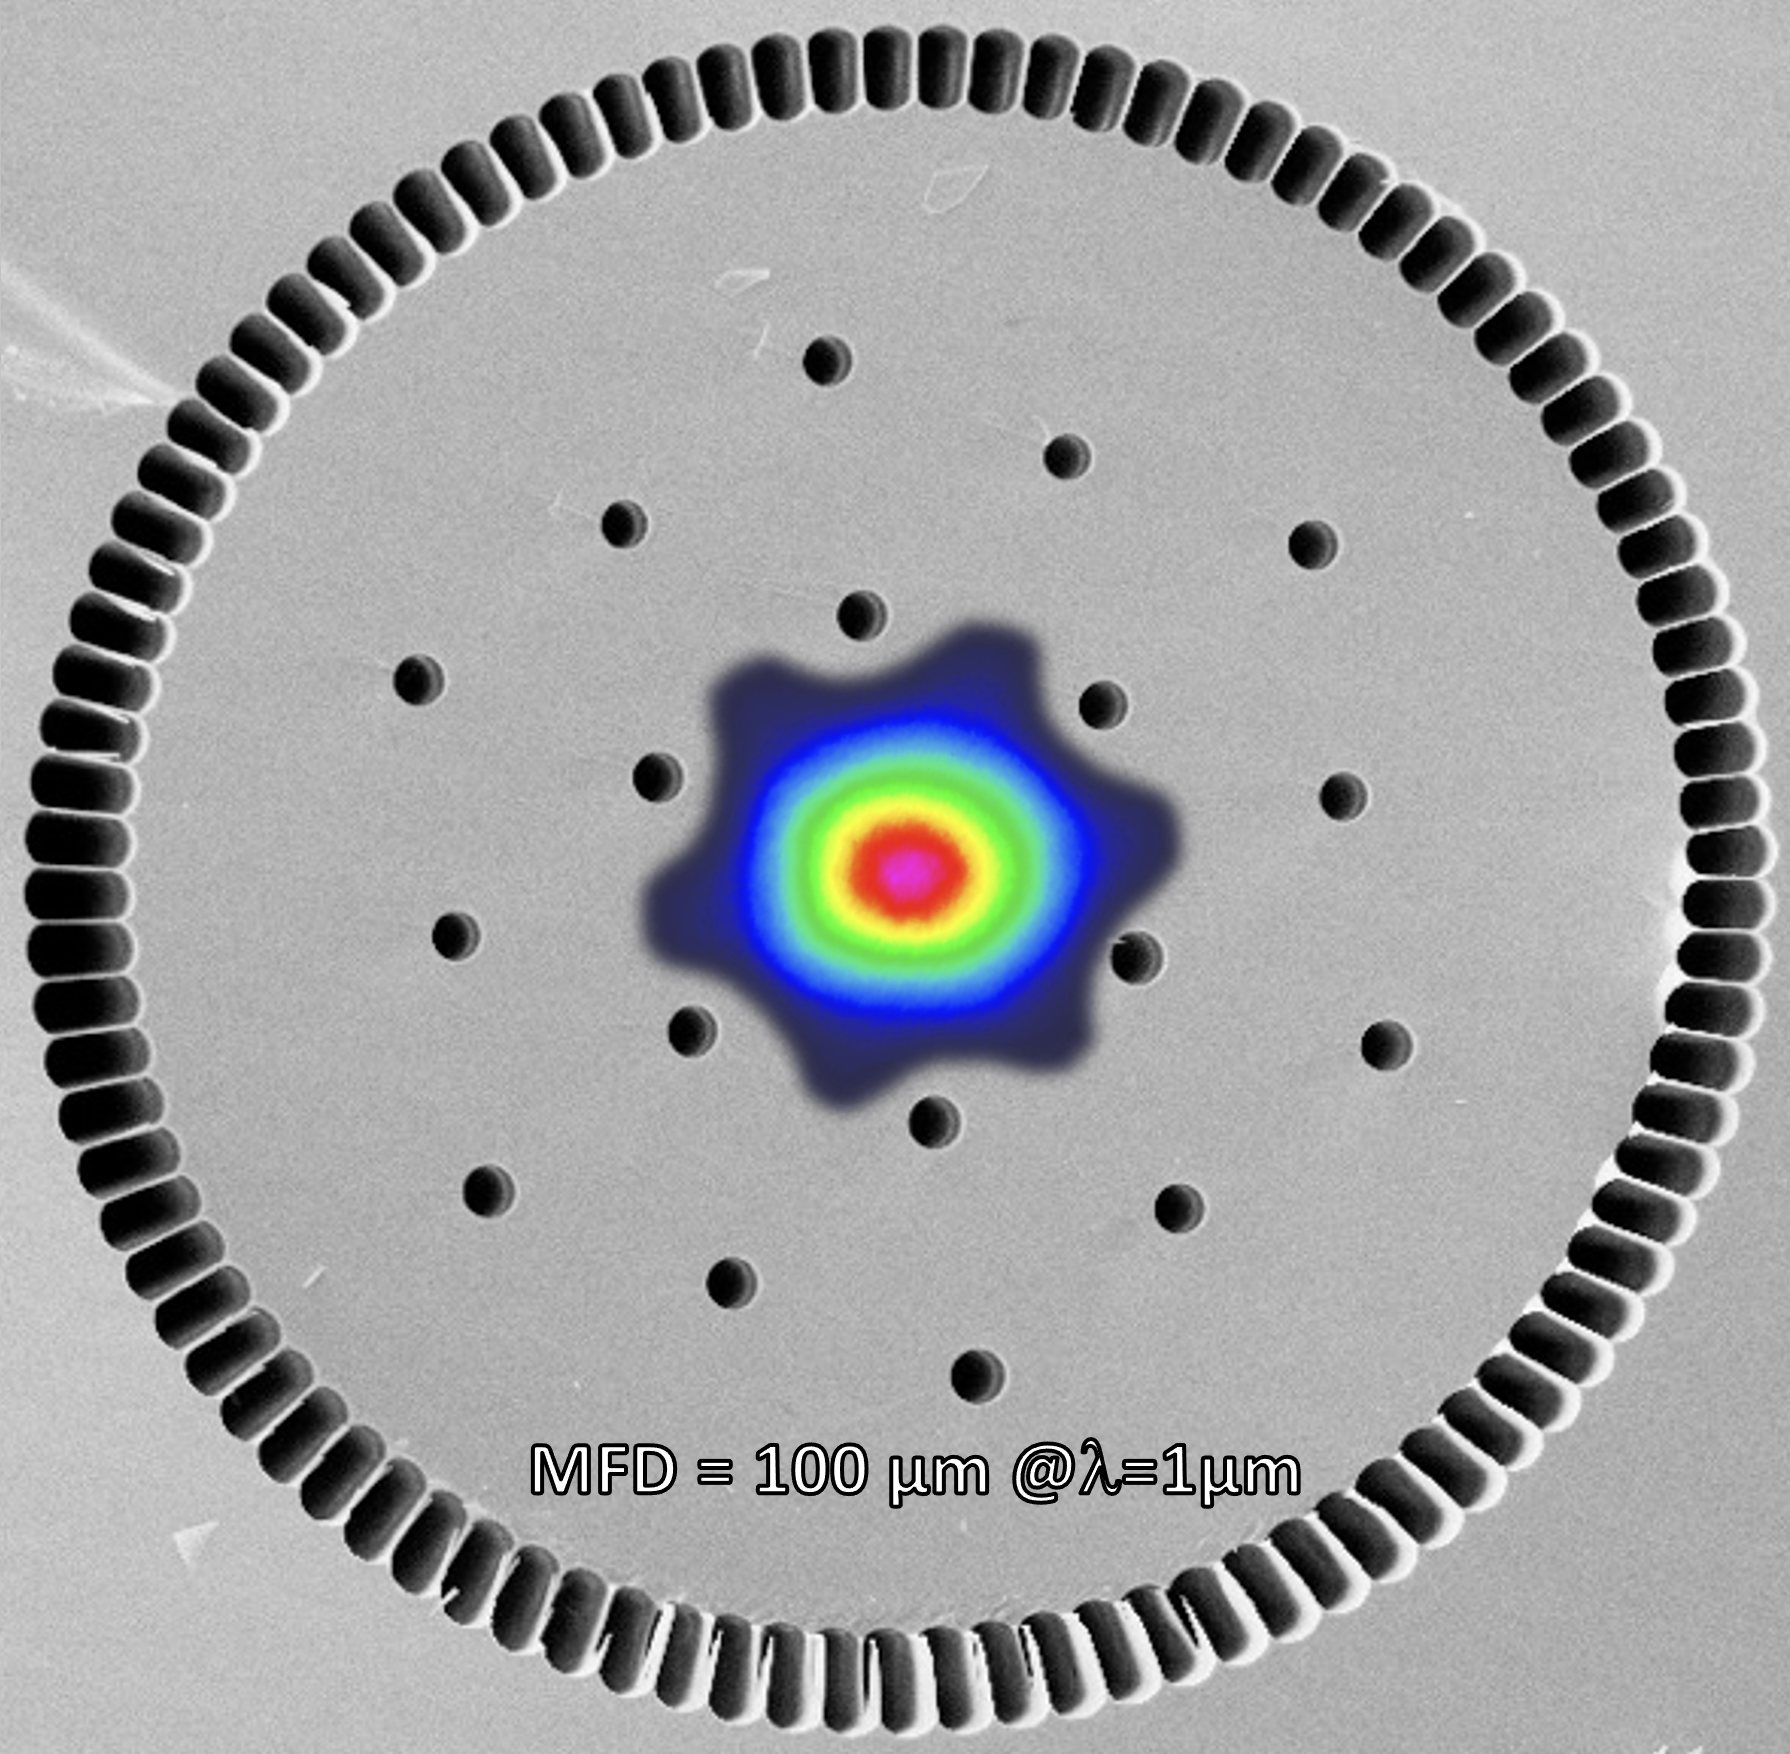 MFD = 100 µm @λ=1µm